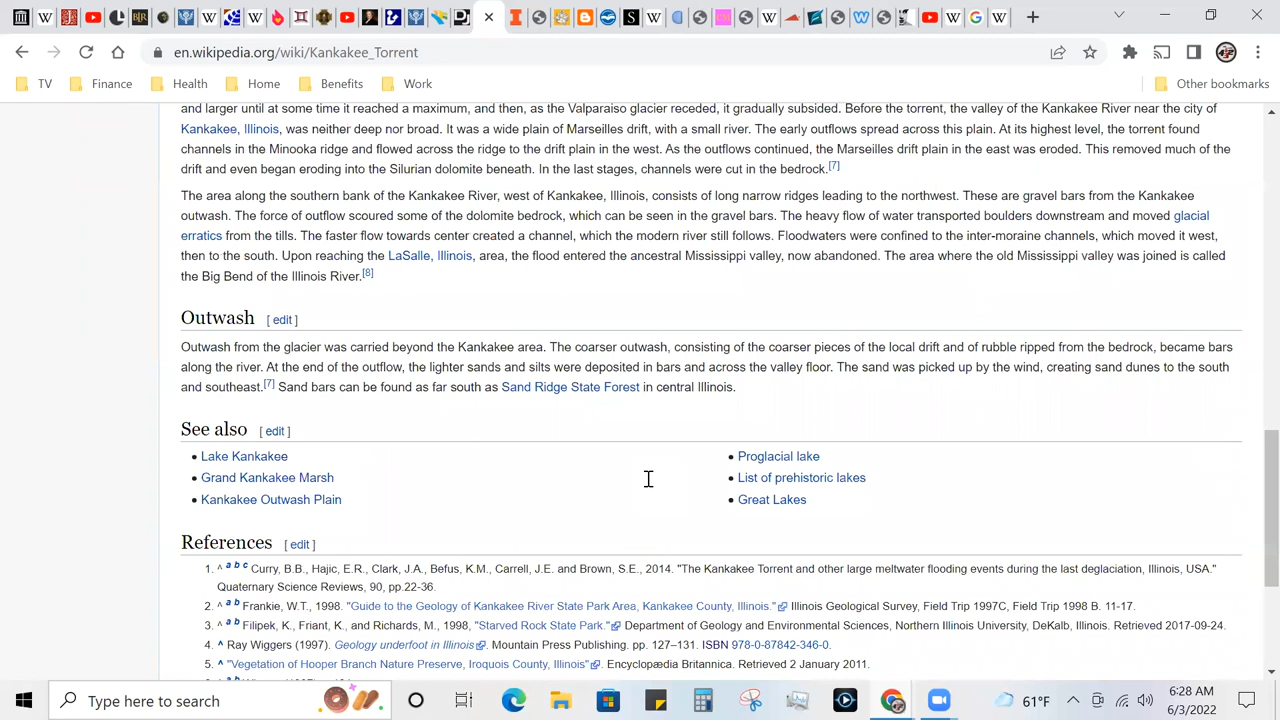 en.wikipedia.org/wiki/Kankakee_Torrent
TV Finance Health Home Benefits Work Other bookmarks
and larger until at some time it reached a maximum, and then, as the Valparaiso glacier receded, it gradually subsided. Before the torrent, the valley of the Kankakee River near the city of
Kankakee, Illinois, was neither deep nor broad. It was a wide plain of Marseilles drift, with a small river. The early outflows spread across this plain. At its highest level, the torrent found
channels in the Minooka ridge and flowed across the ridge to the drift plain in the west. As the outflows continued, the Marseilles drift plain in the east was eroded. This removed much of the
drift and even began eroding into the Silurian dolomite beneath. In the last stages, channels were cut in the bedrock.[7]
The area along the southern bank of the Kankakee River, west of Kankakee, Illinois, consists of long narrow ridges leading to the northwest. These are gravel bars from the Kankakee
outwash. The force of outflow scoured some of the dolomite bedrock, which can be seen in the gravel bars. The heavy flow of water transported boulders downstream and moved glacial
erratics from the tills. The faster flow towards center created a channel, which the modern river still follows. Floodwaters were confined to the inter-moraine channels, which moved it west,
then to the south. Upon reaching the LaSalle, Illinois, area, the flood entered the ancestral Mississippi valley, now abandoned. The area where the old Mississippi valley was joined is called
the Big Bend of the Illinois River.[8]
Outwash [ edit ]
Outwash from the glacier was carried beyond the Kankakee area. The coarser outwash, consisting of the coarser pieces of the local drift and of rubble ripped from the bedrock, became bars
along the river. At the end of the outflow, the lighter sands and silts were deposited in bars and across the valley floor. The sand was picked up by the wind, creating sand dunes to the south
and southeast.[7] Sand bars can be found as far south as Sand Ridge State Forest in central Illinois.
See also [ edit ]
• Lake Kankakee
• Grand Kankakee Marsh
• Kankakee Outwash Plain
• Proglacial lake
• List of prehistoric lakes
• Great Lakes
References [ edit ]
1. ^ a b c Curry, B.B., Hajic, E.R., Clark, J.A., Befus, K.M., Carrell, J.E. and Brown, S.E., 2014. "The Kankakee Torrent and other large meltwater flooding events during the last deglaciation, Illinois, USA."
Quaternary Science Reviews, 90, pp.22-36.
2. ^ a b Frankie, W.T., 1998. "Guide to the Geology of Kankakee River State Park Area, Kankakee County, Illinois." Illinois Geological Survey, Field Trip 1997C, Field Trip 1998 B. 11-17.
3. ^ a b Filipek, K., Friant, K., and Richards, M., 1998, "Starved Rock State Park." Department of Geology and Environmental Sciences, Northern Illinois University, DeKalb, Illinois. Retrieved 2017-09-24.
4. ^ Ray Wiggers (1997). Geology underfoot in Illinois. Mountain Press Publishing. pp. 127–131. ISBN 978-0-87842-346-0.
5. ^ "Vegetation of Hooper Branch Nature Preserve, Iroquois County, Illinois". Encyclopædia Britannica. Retrieved 2 January 2011.
Type here to search
61°F
6:28 AM
6/3/2022